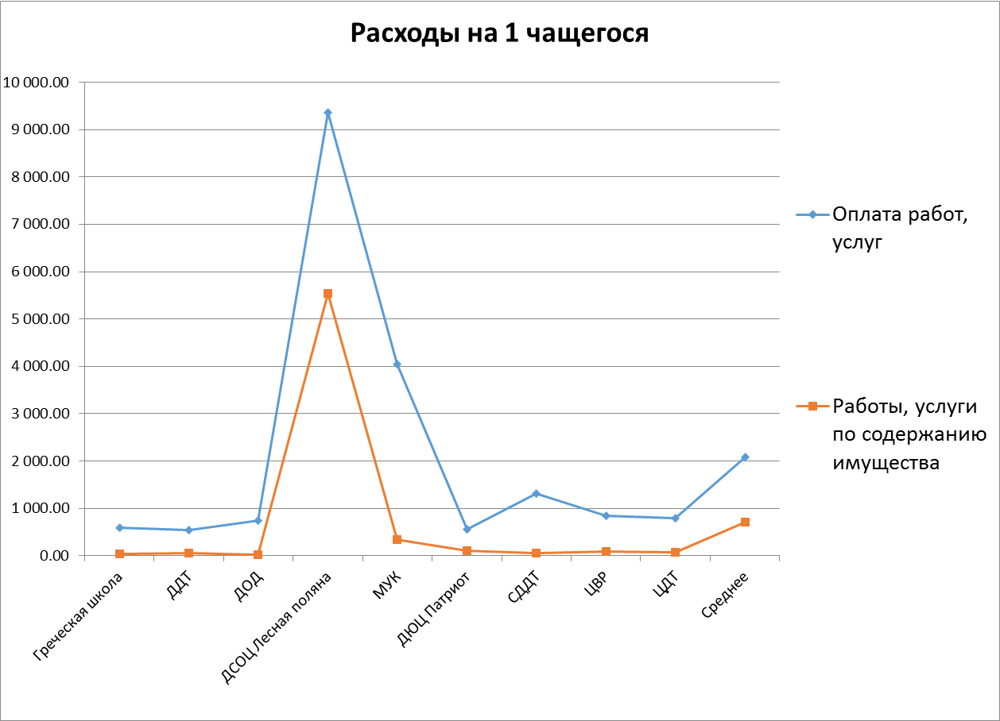 Расходы на 1 чащегося
10 000.00
9 000.00
8 000.00
7 000.00
6 000.00
5 000.00
4 000.00
3 000.00
2 000.00
1 000.00
0.00
Греческая школа
ДДТ
ДОД
ДСОЦ Лесная поляна
МУК
ДЮЦ Патриот
СДДТ
ЦВР
ЦДТ
Среднее
Оплата работ,
услуг
Работы, услуги
по содержанию
имущества